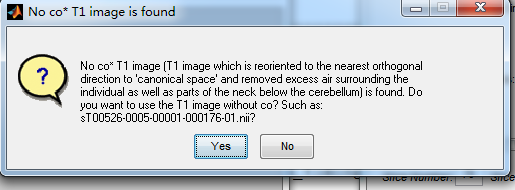 No co* T1 image is found
No co* T1 image (T1 image which is reoriented to the nearest orthogonal
direction to 'canonical space' and removed excess air surrounding the
individual as well as parts of the neck below the cerebellum) is found. Do
you want to use the T1 image without co? Such as:
sT00526-0005-00001-000176-01.nii?
Yes No
Slice Number: